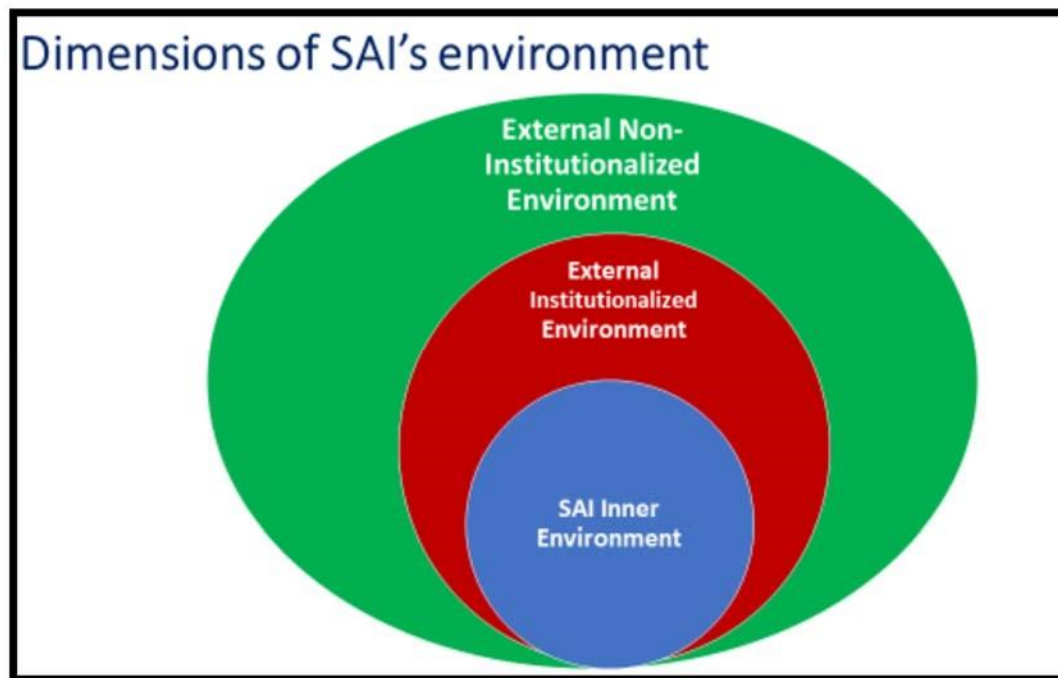 Dimensions of SAI's environment
External Non-
Institutionalized
Environment
External
Institutionalized
Environment
SAI Inner
Environment